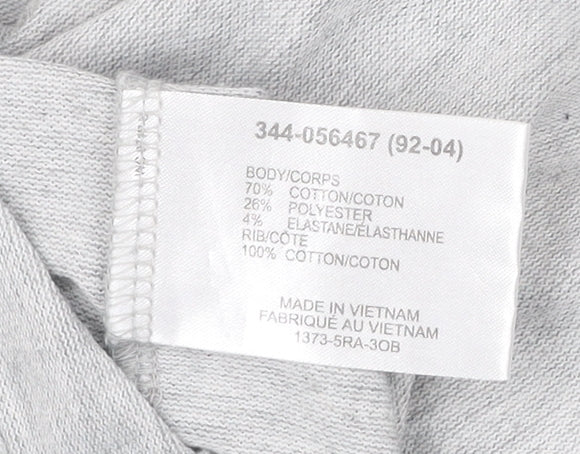 344-056467 (92-04)
BODY/CORPS
70% COTTON/COTON
26% POLYESTER
4% ELASTANE/ÉLASTHANNE
RIB/CÔTE
100% COTTON/COTON
MADE IN VIETNAM
FABRIQUÉ AU VIETNAM
1373-5RA-3OB